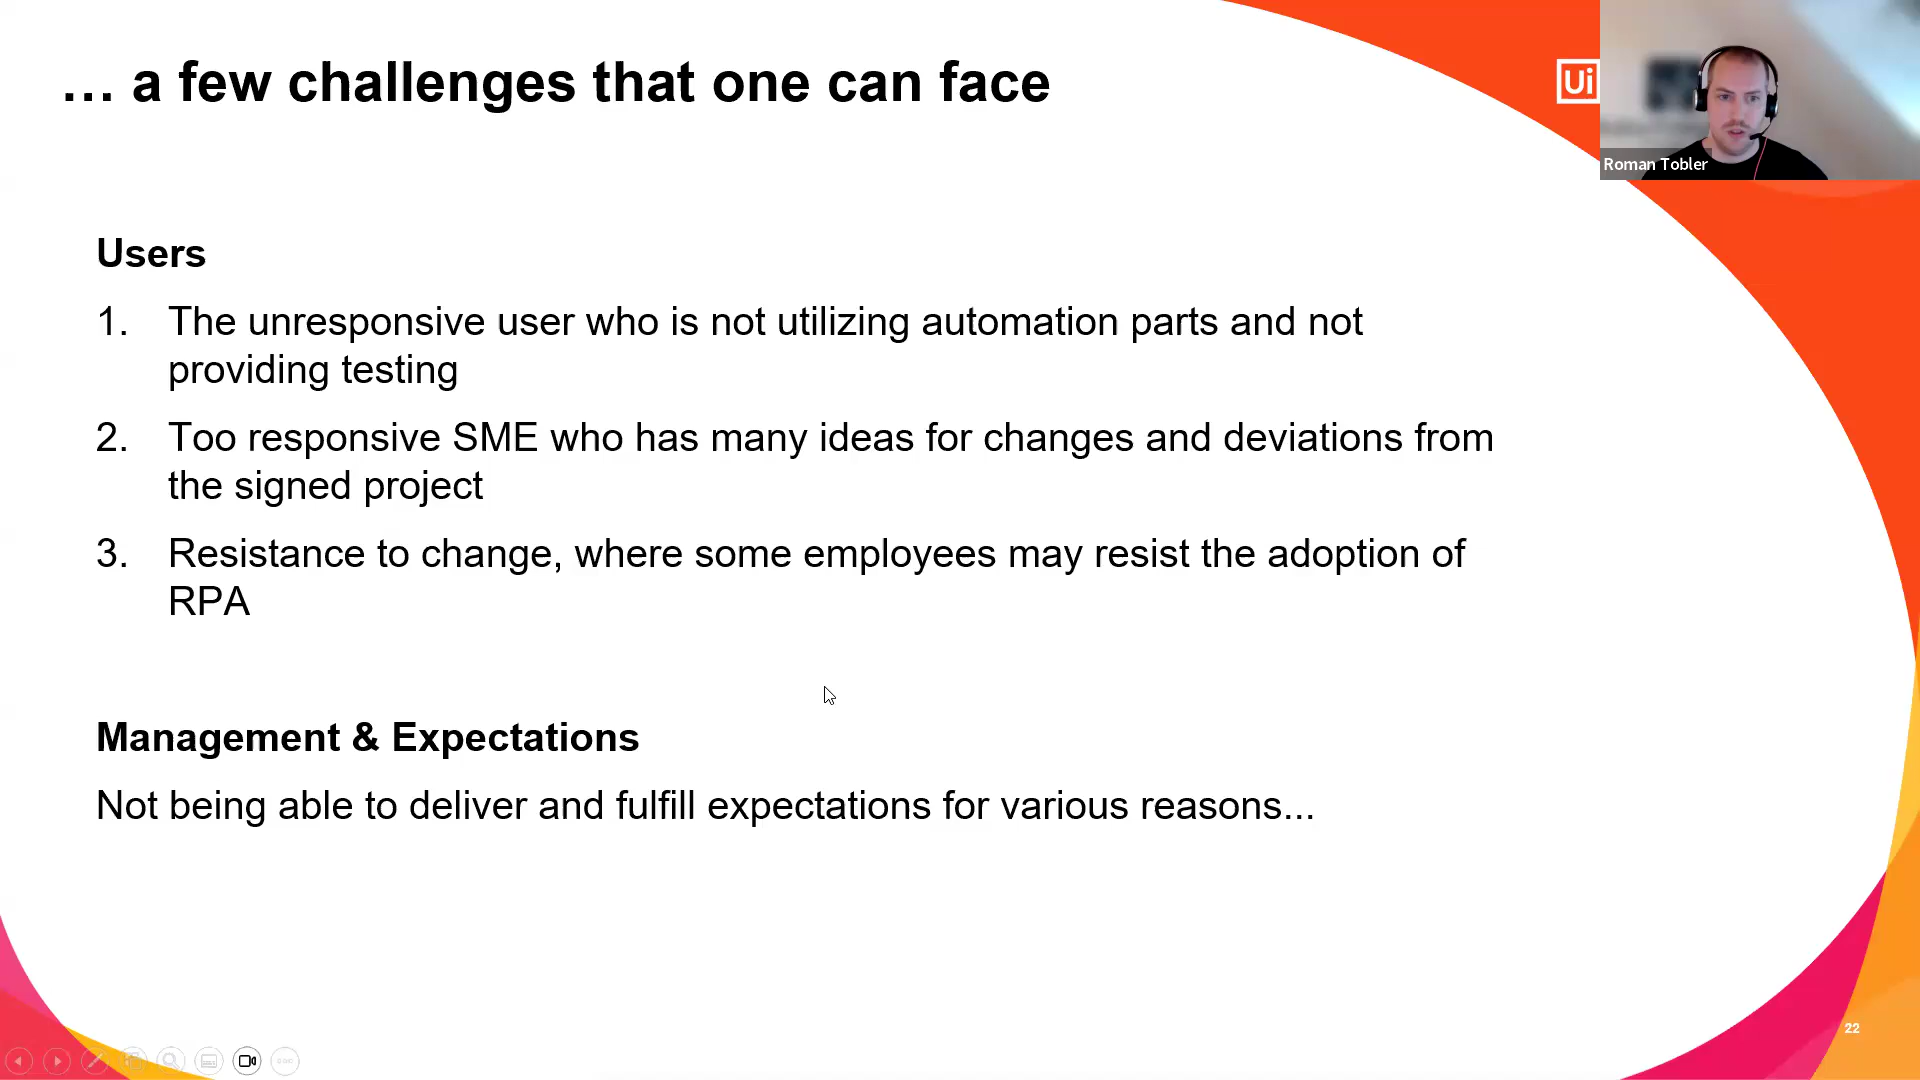 ... a few challenges that one can face
Ui
Roman Tobler
Users
1. The unresponsive user who is not utilizing automation parts and not
providing testing
2. Too responsive SME who has many ideas for changes and deviations from
the signed project
3. Resistance to change, where some employees may resist the adoption of
RPA
Management & Expectations
Not being able to deliver and fulfill expectations for various reasons...
22